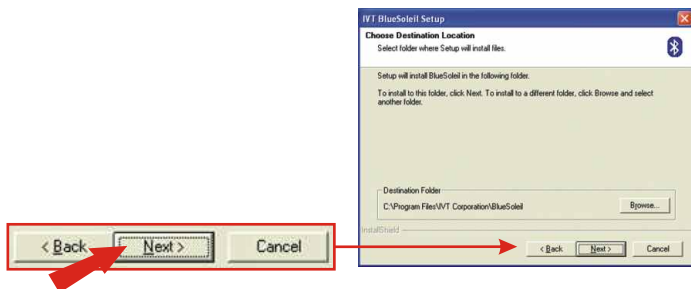 IVT BlueSoleil Setup
Choose Destination Location
Select folder where Setup will install files.
Setup will install BlueSoleil in the following folder.
To install to this folder, click Next. To install to a different folder, click Browse and select
another folder.
Destination Folder
C:\Program Files\IVT Corporation\BlueSoleil
Browse...
InstallShield
< Back Next > Cancel
< Back Next > Cancel